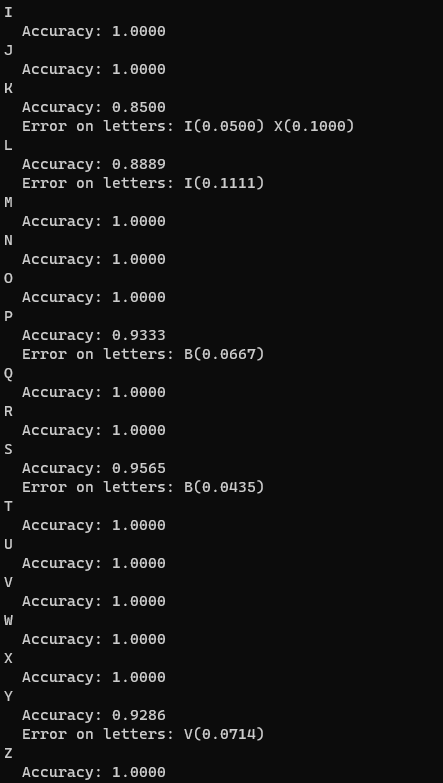 I
Accuracy: 1.0000
J
Accuracy: 1.0000
K
Accuracy: 0.8500
Error on letters: I(0.0500) X(0.1000)
L
Accuracy: 0.8889
Error on letters: I(0.1111)
M
Accuracy: 1.0000
N
Accuracy: 1.0000
O
Accuracy: 1.0000
P
Accuracy: 0.9333
Error on letters: B(0.0667)
Q
Accuracy: 1.0000
R
Accuracy: 1.0000
S
Accuracy: 0.9565
Error on letters: B(0.0435)
T
Accuracy: 1.0000
U
Accuracy: 1.0000
V
Accuracy: 1.0000
W
Accuracy: 1.0000
X
Accuracy: 1.0000
Y
Accuracy: 0.9286
Error on letters: V(0.0714)
Z
Accuracy: 1.0000